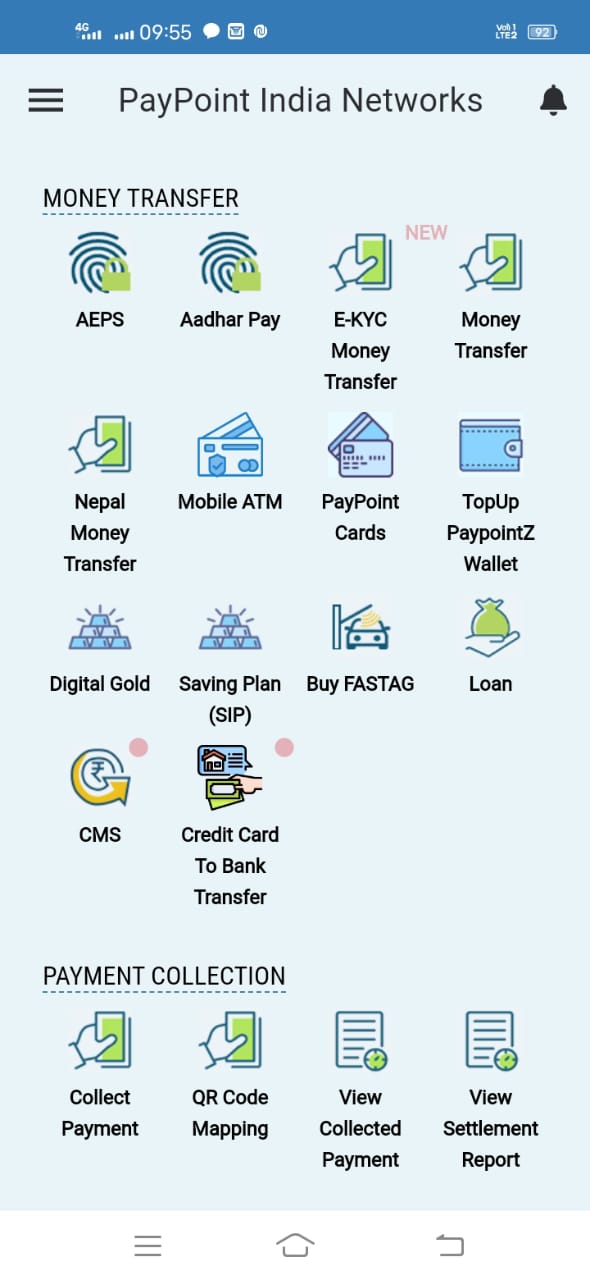 4G 09:55 Vo) 1 LTE2 92
PayPoint India Networks
MONEY TRANSFER
NEW
AEPS Aadhar Pay E-KYC Money
Money Transfer
Transfer
Nepal Mobile ATM PayPoint TopUp
Money Cards PaypointZ
Transfer Wallet
Digital Gold Saving Plan Buy FASTAG Loan
(SIP)
CMS Credit Card
To Bank
Transfer
PAYMENT COLLECTION
Collect QR Code View View
Payment Mapping Collected Settlement
Payment Report